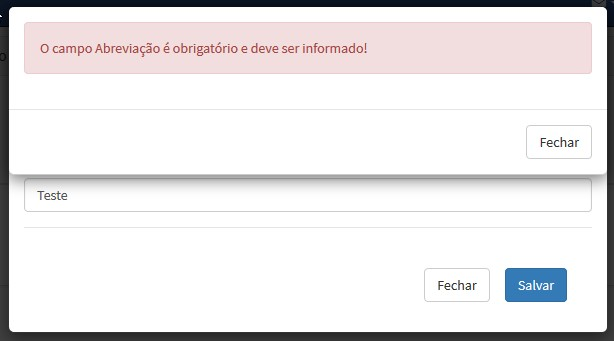 O campo Abreviação é obrigatório e deve ser informado!
Fechar
Teste
Fechar Salvar